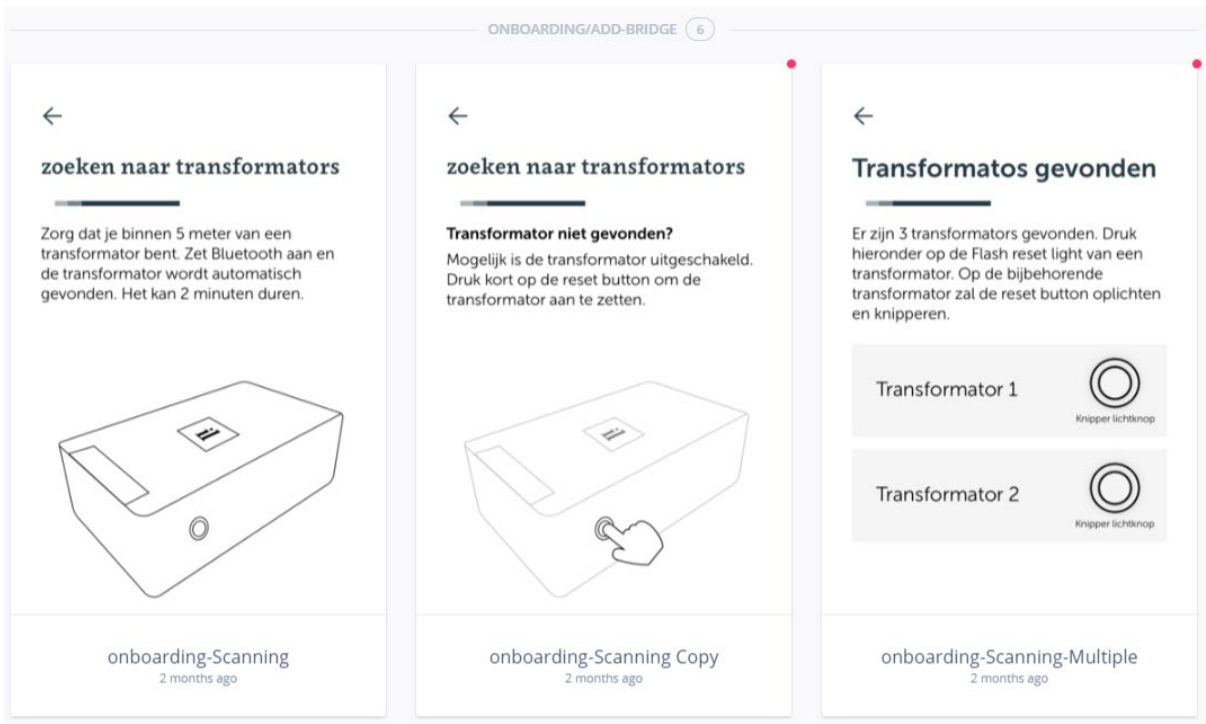 ONBOARDING/ADD-BRIDGE 6
zoeken naar transformators
Zorg dat je binnen 5 meter van een
transformator bent. Zet Bluetooth aan en
de transformator wordt automatisch
gevonden. Het kan 2 minuten duren.
onboarding-Scanning
2 months ago
zoeken naar transformators
Transformator niet gevonden?
Mogelijk is de transformator uitgeschakeld.
Druk kort op de reset button om de
transformator aan te zetten.
onboarding-Scanning Copy
2 months ago
Transformatos gevonden
Er zijn 3 transformators gevonden. Druk
hieronder op de Flash reset light van een
transformator. Op de bijbehorende
transformator zal de reset button oplichten
en knipperen.
Transformator 1
Knipper lichtknop
Transformator 2
Knipper lichtknop
onboarding-Scanning-Multiple
2 months ago